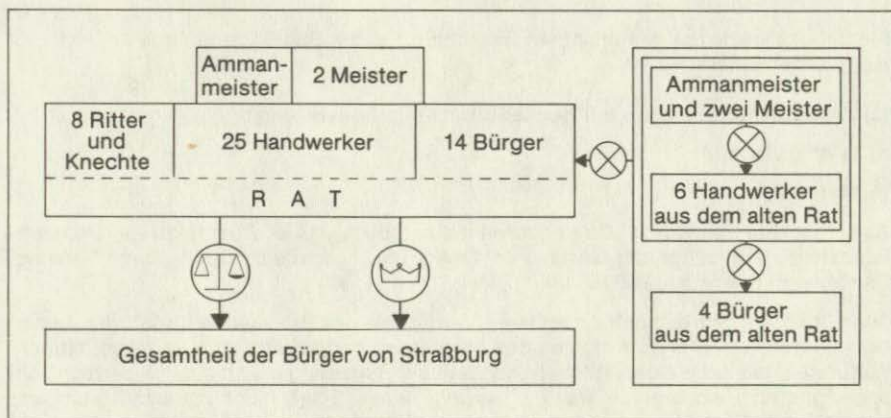 Amman-
meister
2 Meister
8 Ritter
und
Knechte
25 Handwerker
14 Bürger
R A T
Gesamtheit der Bürger von Straßburg
Ammanmeister
und zwei Meister
6 Handwerker
aus dem alten Rat
4 Bürger
aus dem alten Rat